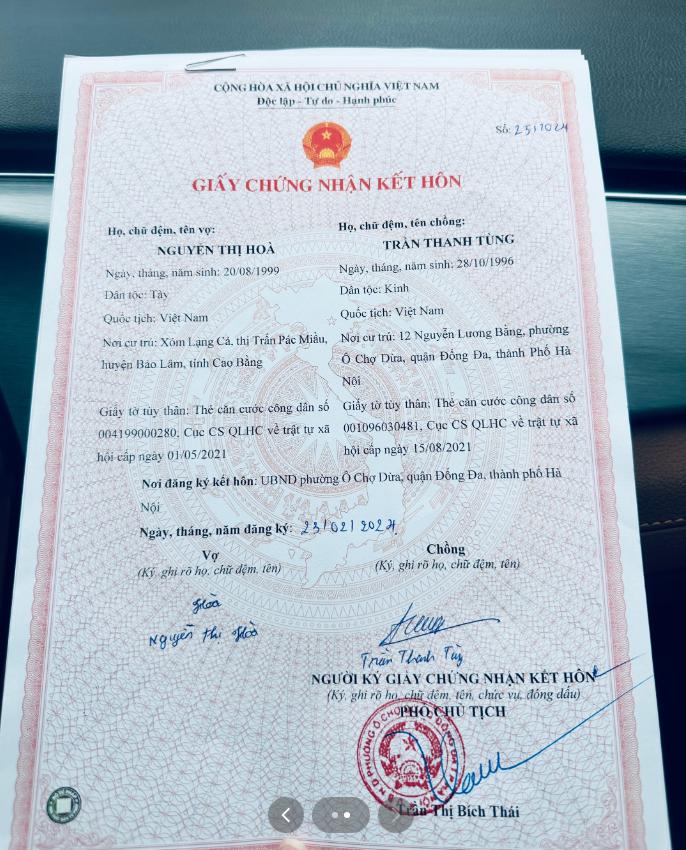 CỘNG HÒA XÃ HỘI CHỦ NGHĨA VIỆT NAM
Độc lập - Tự do - Hạnh phúc
Số: 25/2024
GIẤY CHỨNG NHẬN KẾT HÔN
Họ, chữ đệm, tên vợ:
NGUYỄN THỊ HOÀ
Ngày, tháng, năm sinh: 20/08/1999
Dân tộc: Tày
Quốc tịch: Việt Nam
Nơi cư trú: Xóm Lạng Cá, thị Trấn Pác Miầu,
huyện Bảo Lâm, tỉnh Cao Bằng
Giấy tờ tùy thân: Thẻ căn cước công dân số
004199000280, Cục CS QLHC về trật tự xã
hội cấp ngày 01/05/2021
Họ, chữ đệm, tên chồng:
TRẦN THANH TÙNG
Ngày, tháng, năm sinh: 28/10/1996
Dân tộc: Kinh
Quốc tịch: Việt Nam
Nơi cư trú: 12 Nguyễn Lương Bằng, phường
Ô Chợ Dừa, quận Đống Đa, thành Phố Hà
Nội
Giấy tờ tùy thân: Thẻ căn cước công dân số
001096030481, Cục CS QLHC về trật tự xã
hội cấp ngày 15/08/2021
Nơi đăng ký kết hôn: UBND phường Ô Chợ Dừa, quận Đống Đa, thành phố Hà
Nội
Ngày, tháng, năm đăng ký: 23/02/2024
Vợ
(Ký, ghi rõ họ, chữ đệm, tên)
Hoà
Nguyễn Thị Hoà
Chồng
(Ký, ghi rõ họ, chữ đệm, tên)
Trần Thanh Tùng
NGƯỜI KÝ GIẤY CHỨNG NHẬN KẾT HÔN
(Ký, ghi rõ họ, chữ đệm, tên, chức vụ, đóng dấu)
PHÓ CHỦ TỊCH
Trần Thị Bích Thái